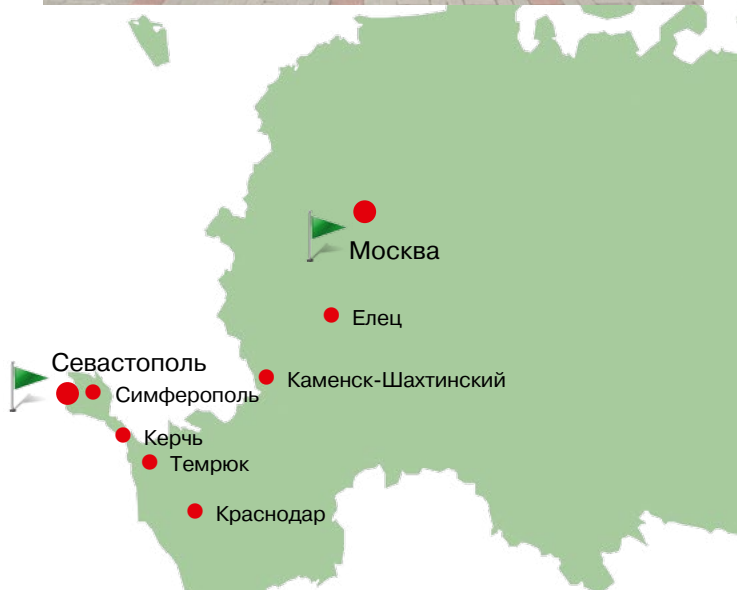 Москва
Елец
Севастополь
Каменск-Шахтинский
Симферополь
Керчь
Темрюк
Краснодар